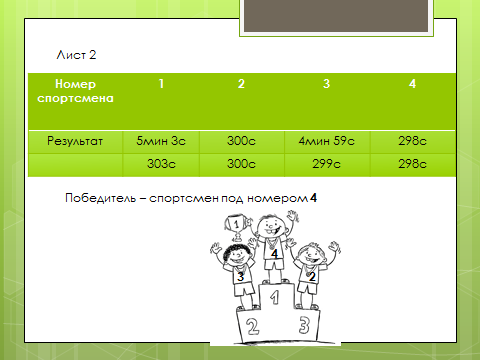 Лист 2
Номер спортсмена 1 2 3 4
Результат 5мин 3с 300с 4мин 59с 298с
303с 300с 299с 298с
Победитель – спортсмен под номером 4
1
4
3 2
1
2 3